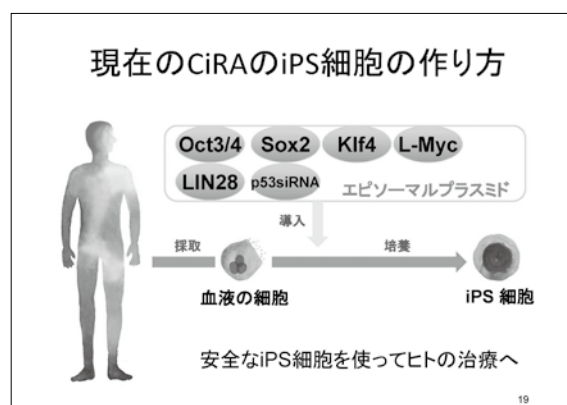 現在のCiRAのiPS細胞の作り方
Oct3/4 Sox2 Klf4 L-Myc
LIN28 p53siRNA エピソーマルプラスミド
導入
採取 培養
血液の細胞 iPS 細胞
安全なiPS細胞を使ってヒトの治療へ
19